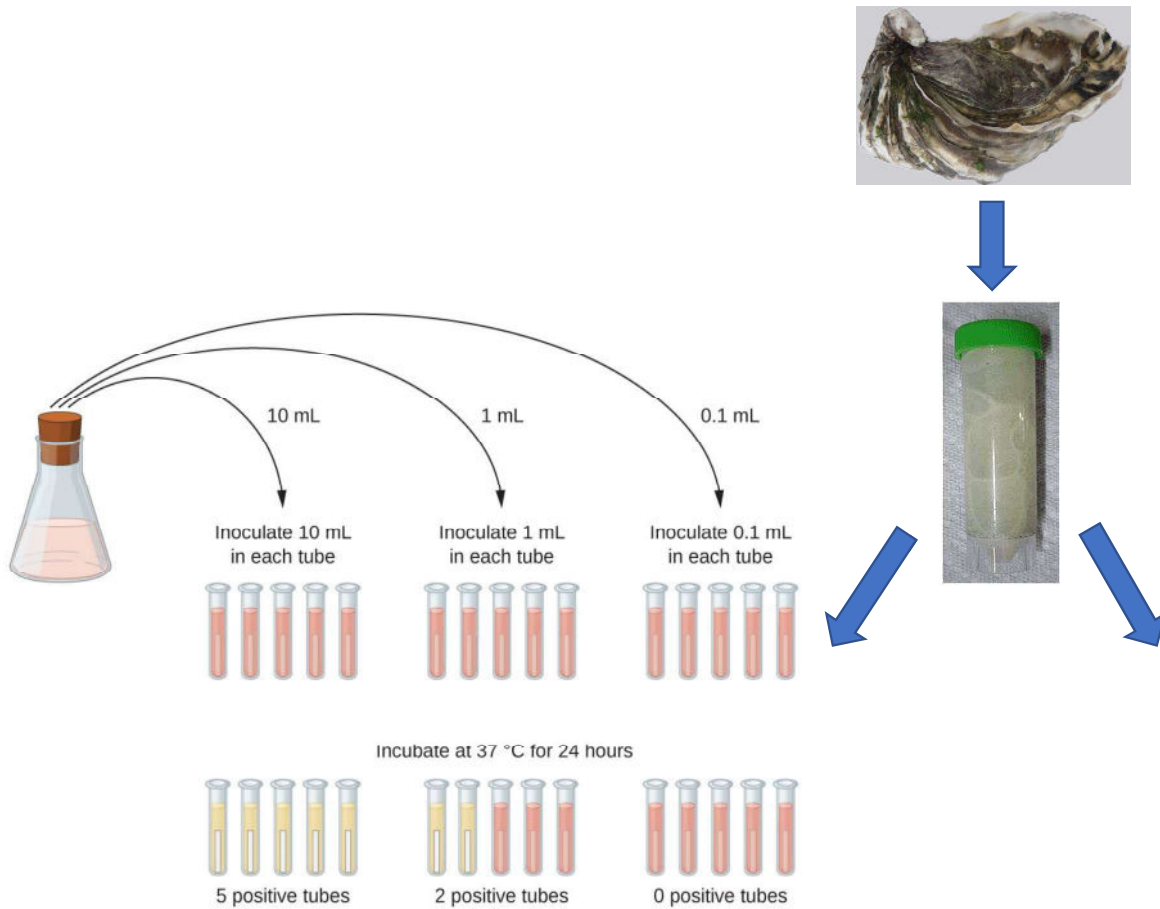 10 mL
1 mL
0.1 mL
Inoculate 10 mL
in each tube
Inoculate 1 mL
in each tube
Inoculate 0.1 mL
in each tube
Incubate at 37 °C for 24 hours
5 positive tubes
2 positive tubes
0 positive tubes